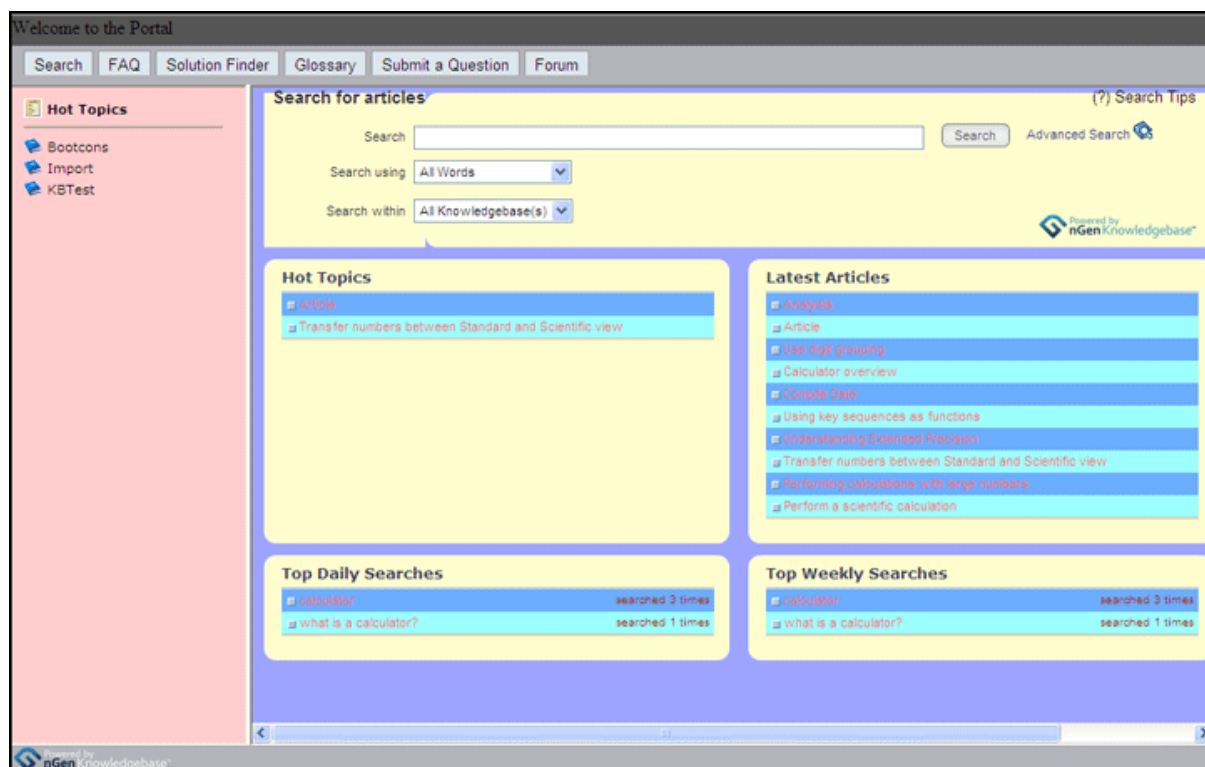 Welcome to the Portal
Search FAQ Solution Finder Glossary Submit a Question Forum
Hot Topics
Bootcons
Import
KBTest
Search for articles (?) Search Tips
Search Search Advanced Search
Search using All Words
Search within All Knowledgebase(s)
Powered by
nGenKnowledgebase™
Hot Topics
Article
Transfer numbers between Standard and Scientific view
Latest Articles
Analysis
Article
Use digit grouping
Calculator overview
Compile Date
Using key sequences as functions
Understanding Extended Precision
Transfer numbers between Standard and Scientific view
Performing calculations with large numbers
Perform a scientific calculation
Top Daily Searches
calculator searched 3 times
what is a calculator? searched 1 times
Top Weekly Searches
calculator searched 3 times
what is a calculator? searched 1 times
Powered by
nGenKnowledgebase™